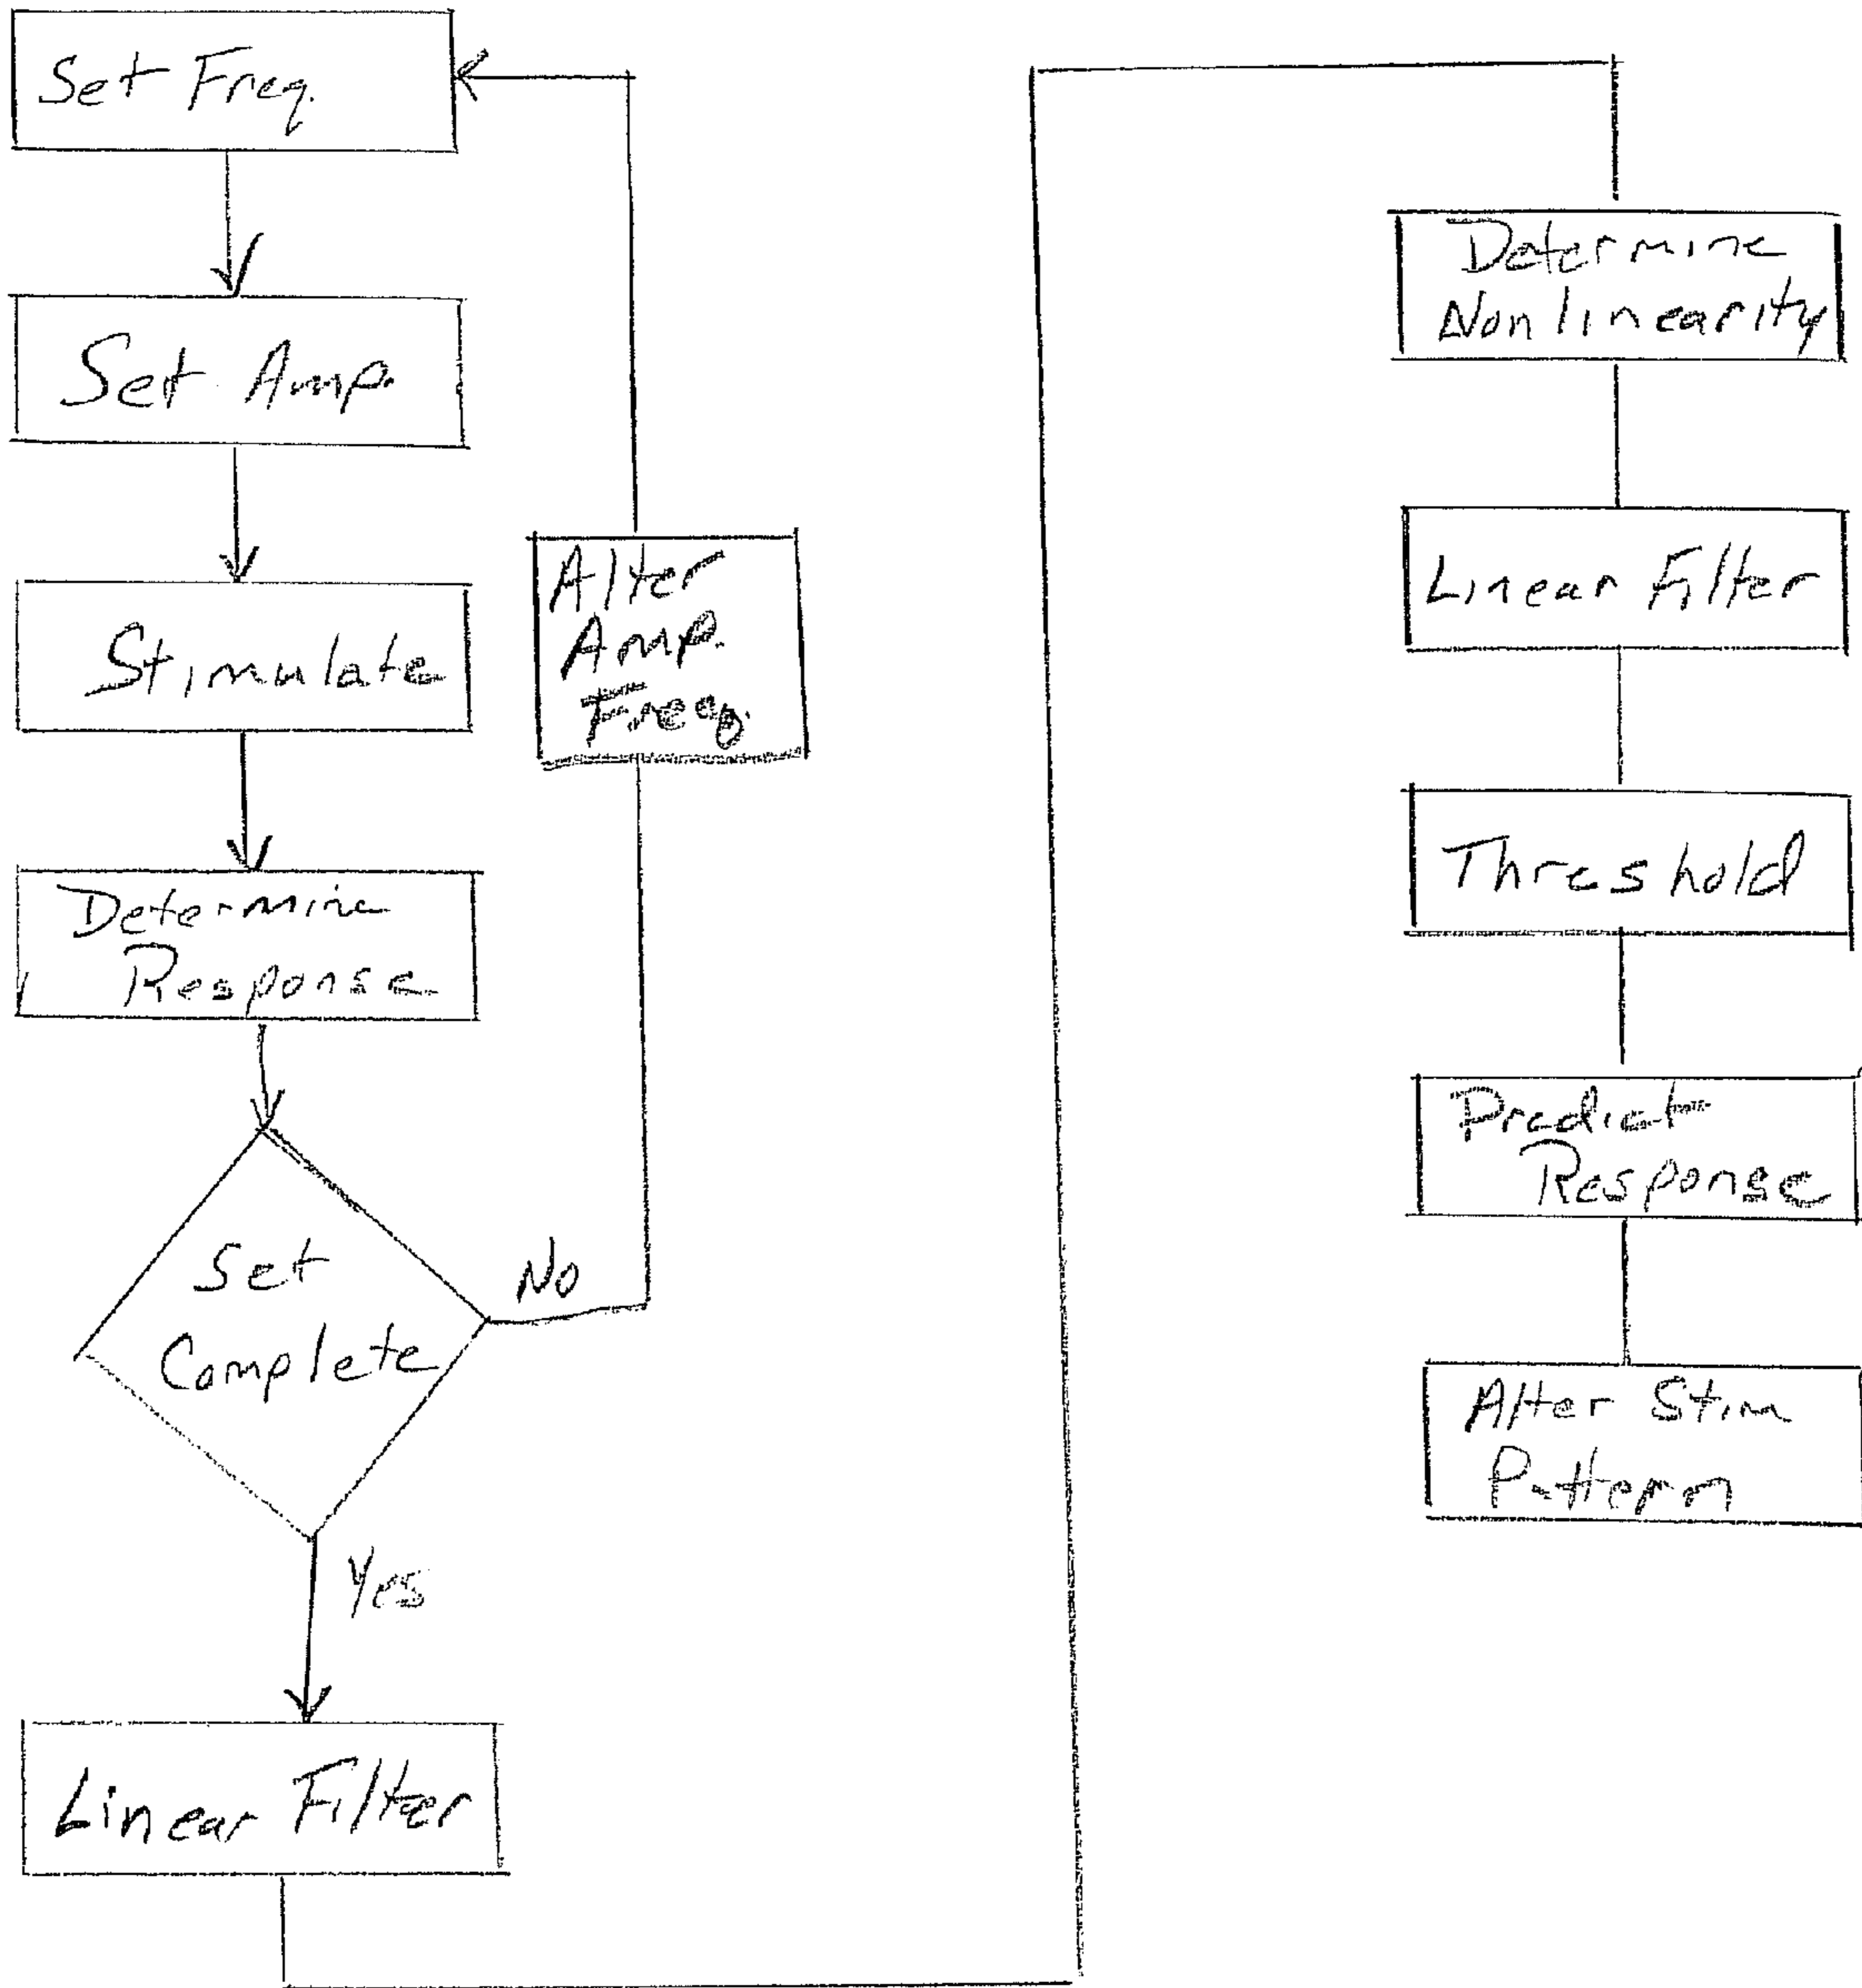 Set Freq.
Set Amp.
Stimulate
Determine
Response
Set
Complete
No
Yes
Linear Filter
Alter
Amp.
Freq.
Determine
Nonlinearity
Linear Filter
Threshold
Predict
Response
Alter Stim
Pattern